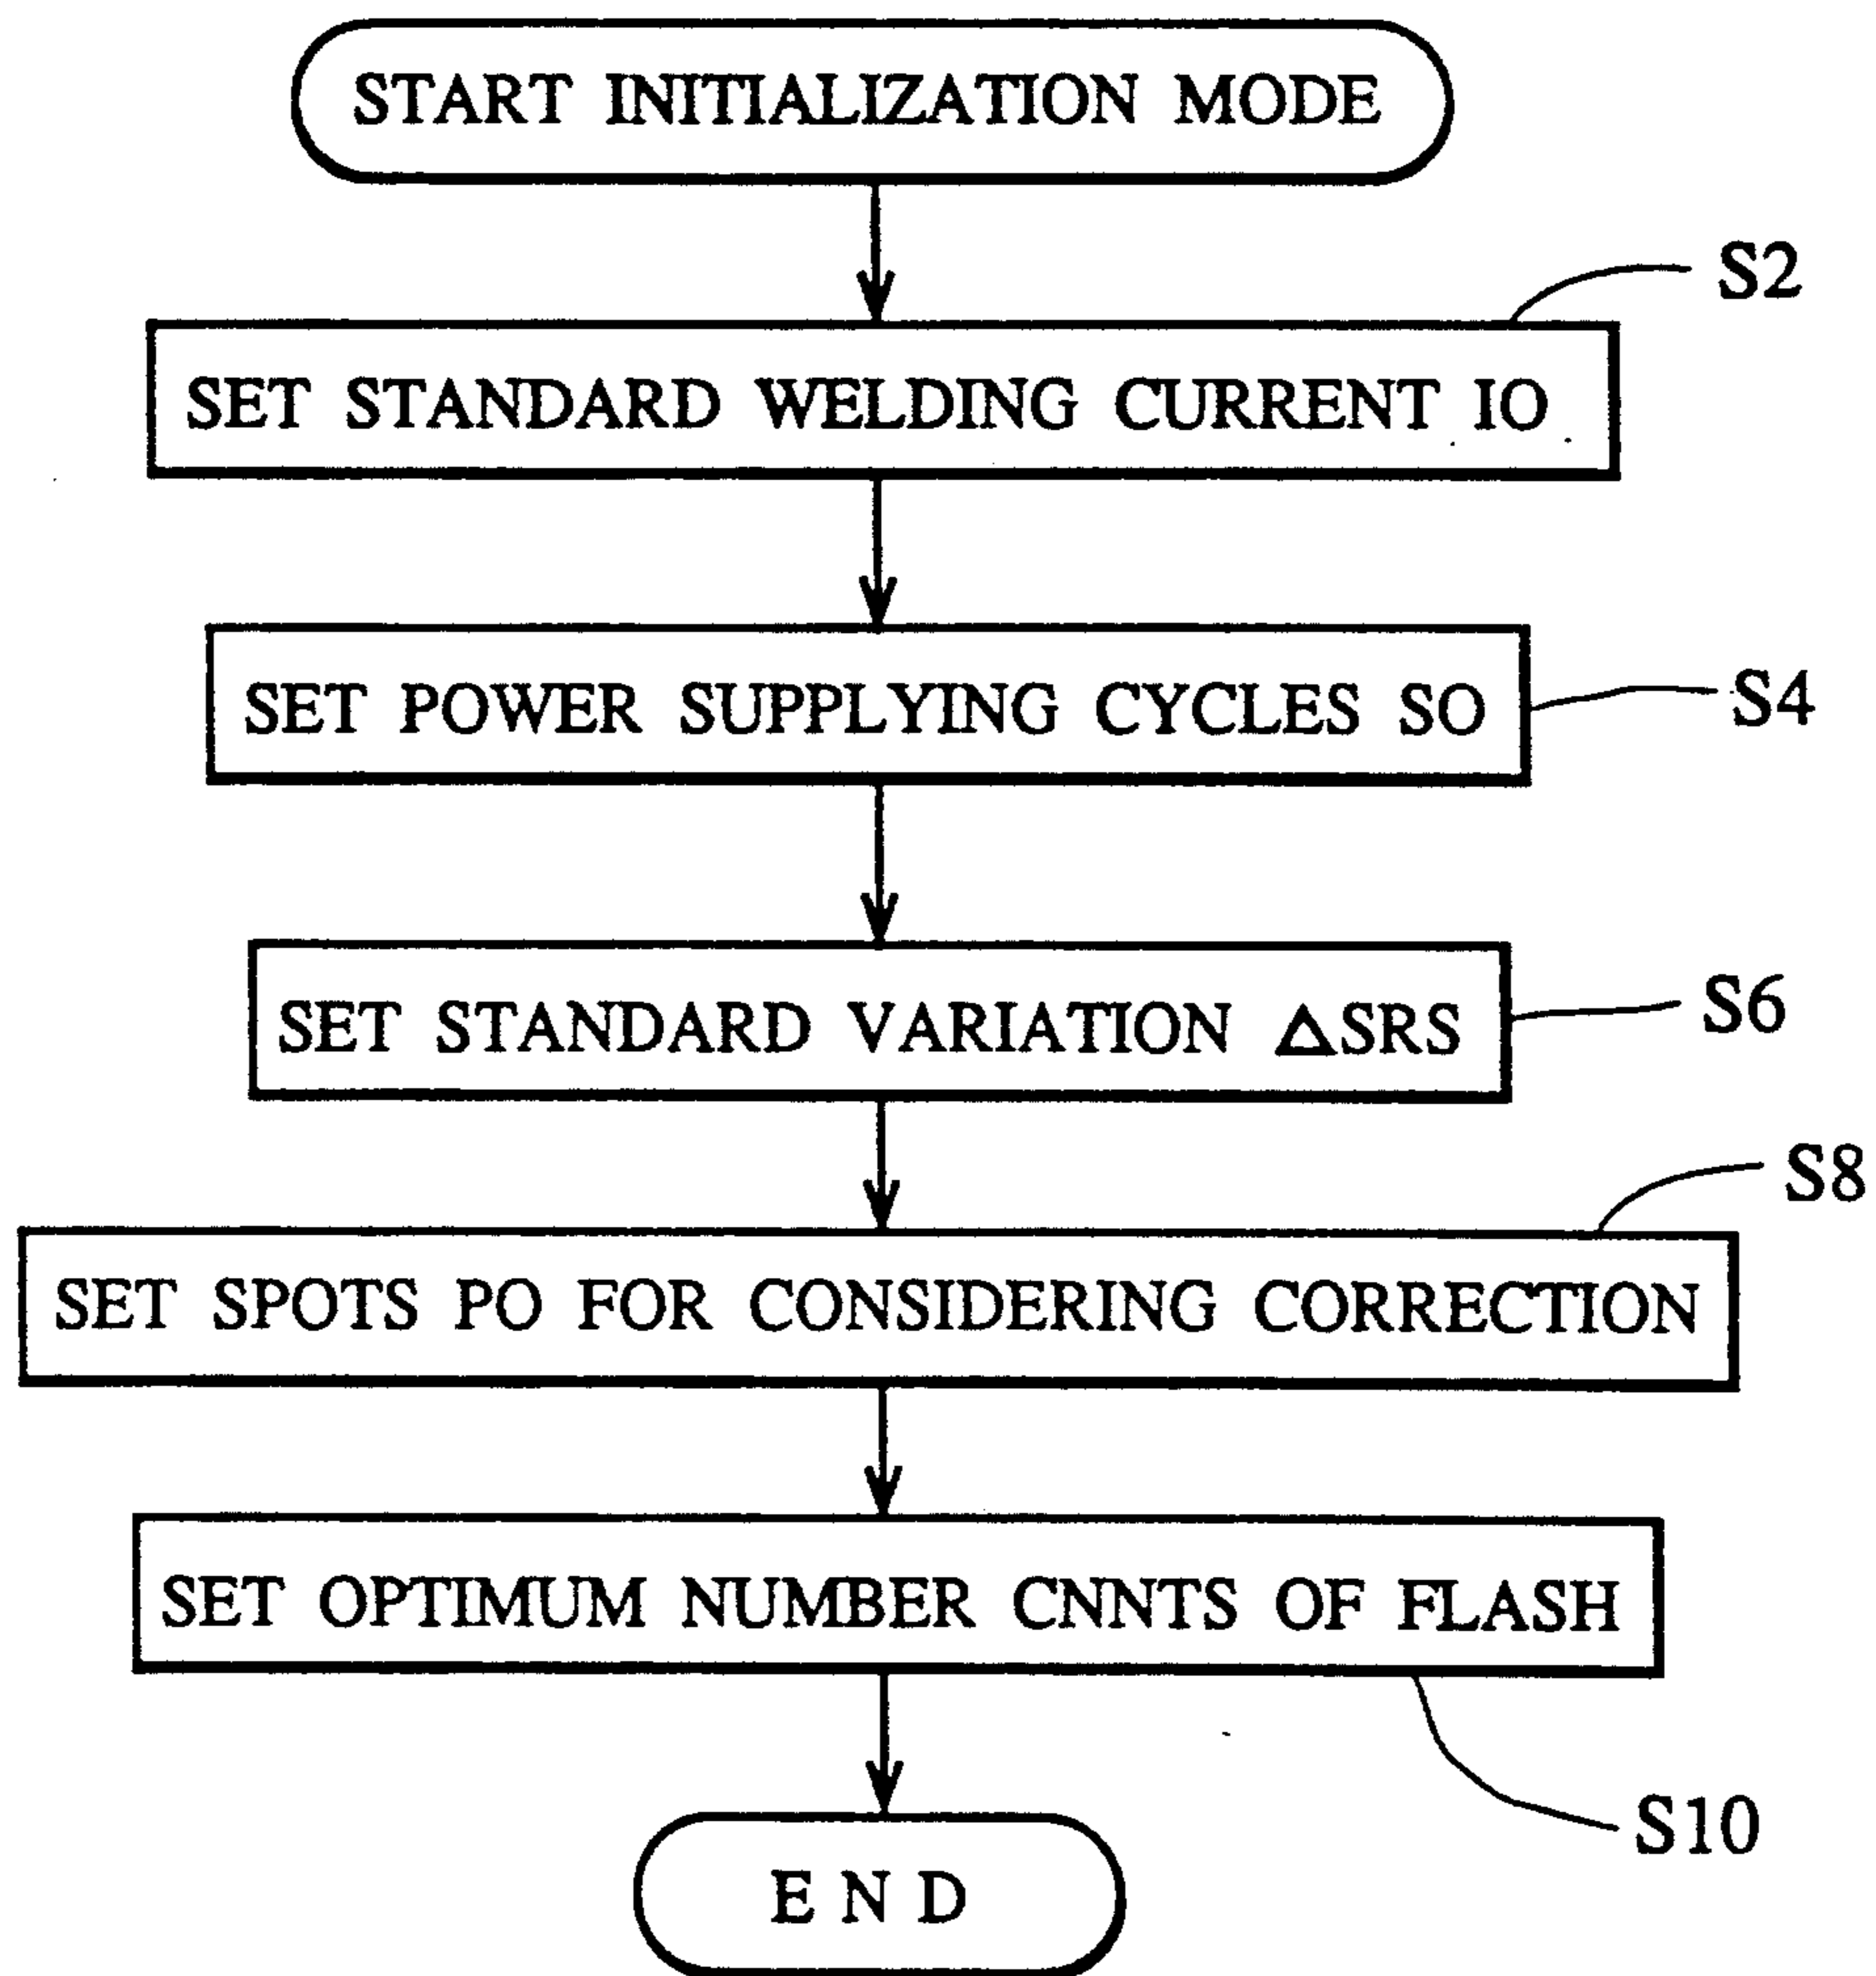 START INITIALIZATION MODE
S2
SET STANDARD WELDING CURRENT IO
SET POWER SUPPLYING CYCLES SO
S4
SET STANDARD VARIATION ΔSRS
S6
S8
SET SPOTS PO FOR CONSIDERING CORRECTION
SET OPTIMUM NUMBER CNNTS OF FLASH
S10
END